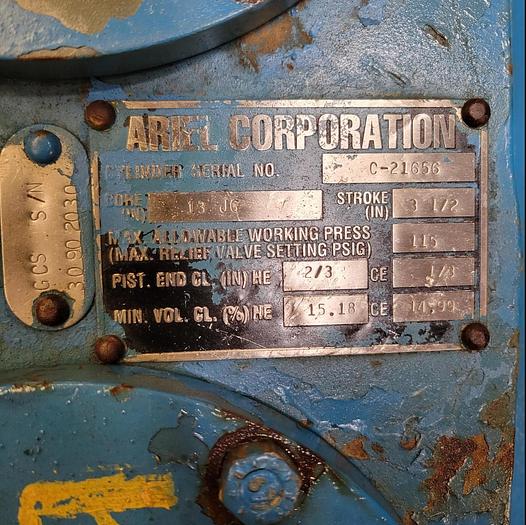 ARIEL CORPORATION
CYLINDER SERIAL NO. C-21656
BORE (IN) 13 JG STROKE (IN) 3 1/2
MAX. ALLOWABLE WORKING PRESS
(MAX. RELIEF VALVE SETTING PSIG) 115
PIST. END CL. (IN) HE 2/3 CE
MIN. VOL. CL. (%) HE 15.18 CE 14.99
GCS S/N
30902030